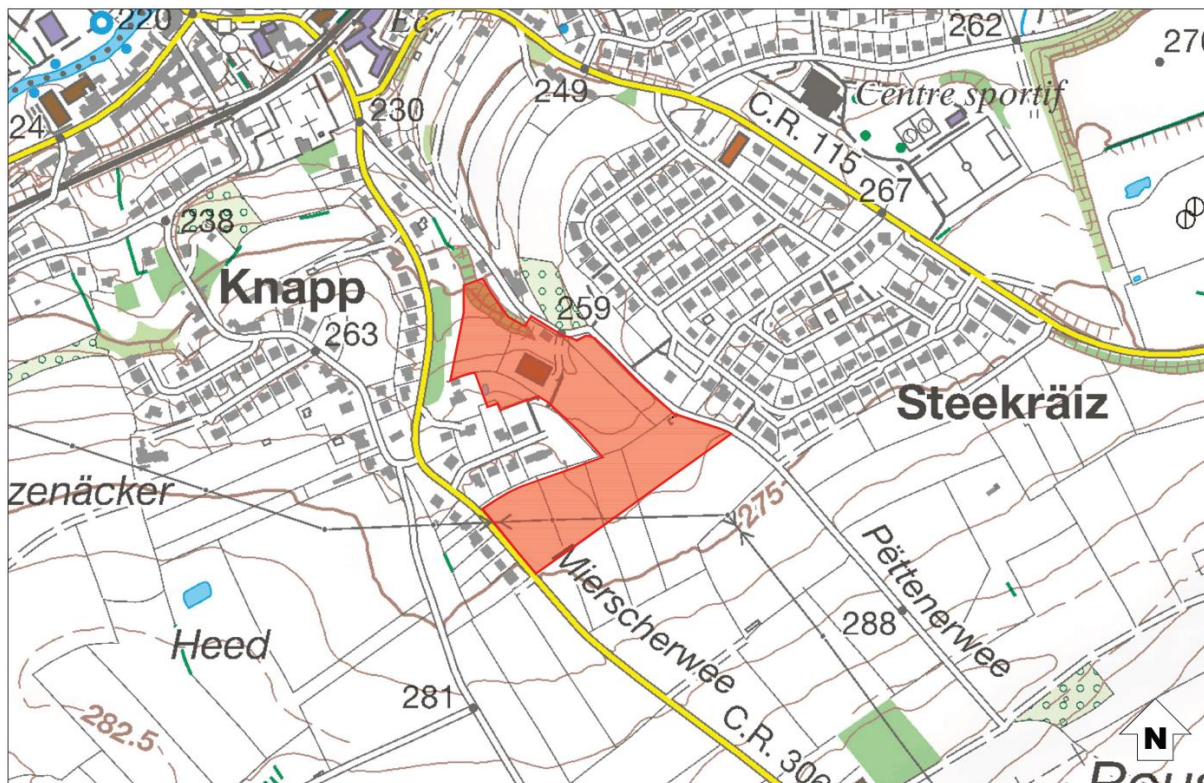 220
Ec.
262
270
249
Centre sportif
230
24
C.R. 115
267
238
Knapp
259
263
Steekräiz
zenäcker
275
Pëttenerwee
Mierscherwee
288
Heed
281
282.5
C.R. 306
N